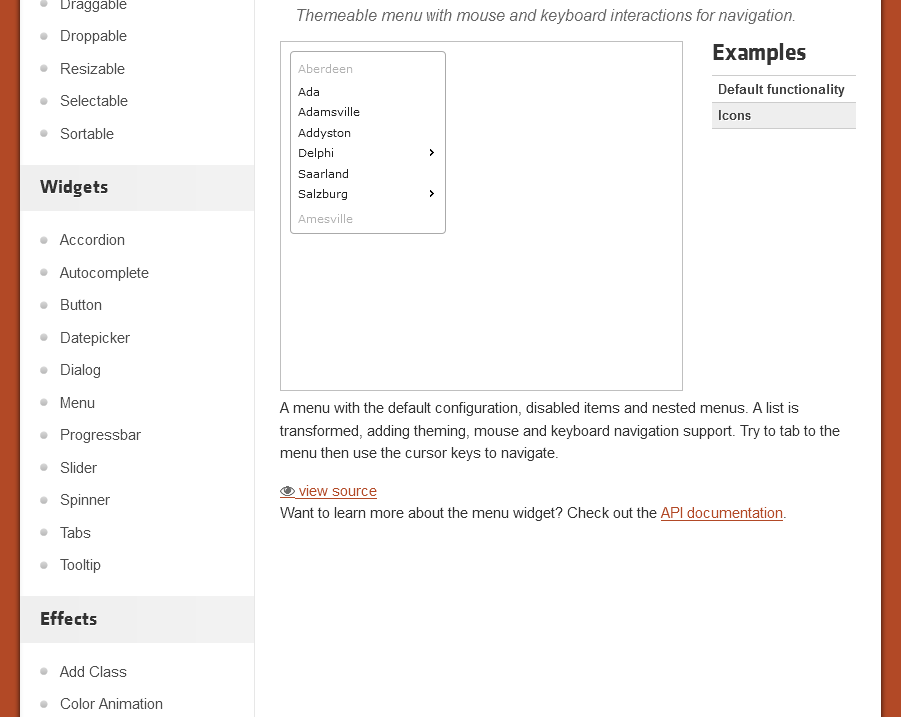 Draggable
Droppable
Resizable
Selectable
Sortable
Widgets
Accordion
Autocomplete
Button
Datepicker
Dialog
Menu
Progressbar
Slider
Spinner
Tabs
Tooltip
Effects
Add Class
Color Animation
Themeable menu with mouse and keyboard interactions for navigation.
Aberdeen
Ada
Adamsville
Addyston
Delphi
Saarland
Salzburg
Amesville
A menu with the default configuration, disabled items and nested menus. A list is
transformed, adding theming, mouse and keyboard navigation support. Try to tab to the
menu then use the cursor keys to navigate.
view source
Want to learn more about the menu widget? Check out the API documentation.
Examples
Default functionality
Icons